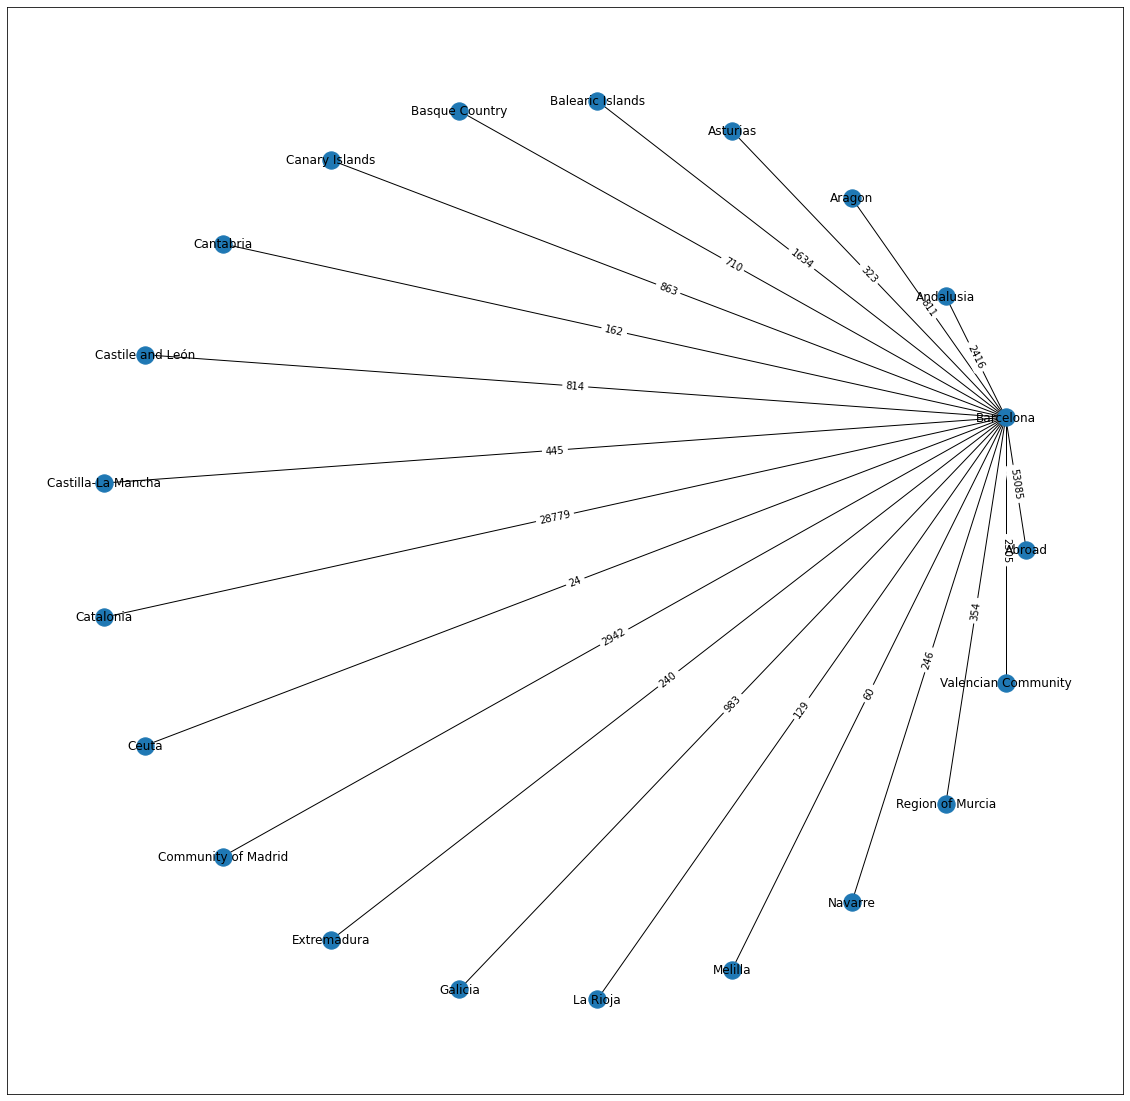 Balearic Islands
Basque Country
Asturias
Canary Islands
Aragon
Cantabria
1634
710
323
863
Andalusia
811
162
Castile and León
2416
814
Barcelona
445
Castilla-La Mancha
53085
28779
Abroad
24
354
Catalonia
2942
246
240
Valencian Community
60
983
129
Ceuta
Region of Murcia
Community of Madrid
Navarre
Extremadura
Melilla
Galicia
La Rioja